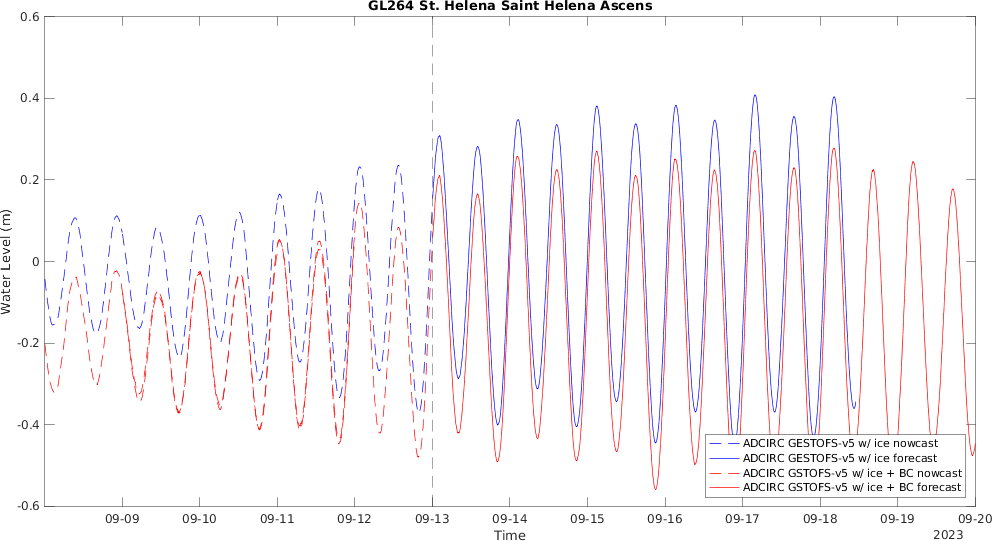 GL264 St. Helena Saint Helena Ascens
0.6
0.4
0.2
0
-0.2
-0.4
-0.6
Water Level (m)
ADCIRC GESTOFS-v5 w/ ice nowcast
ADCIRC GESTOFS-v5 w/ ice forecast
ADCIRC GSTOFS-v5 w/ ice + BC nowcast
ADCIRC GSTOFS-v5 w/ ice + BC forecast
09-09 09-10 09-11 09-12 09-13 09-14 09-15 09-16 09-17 09-18 09-19 09-20
Time
2023